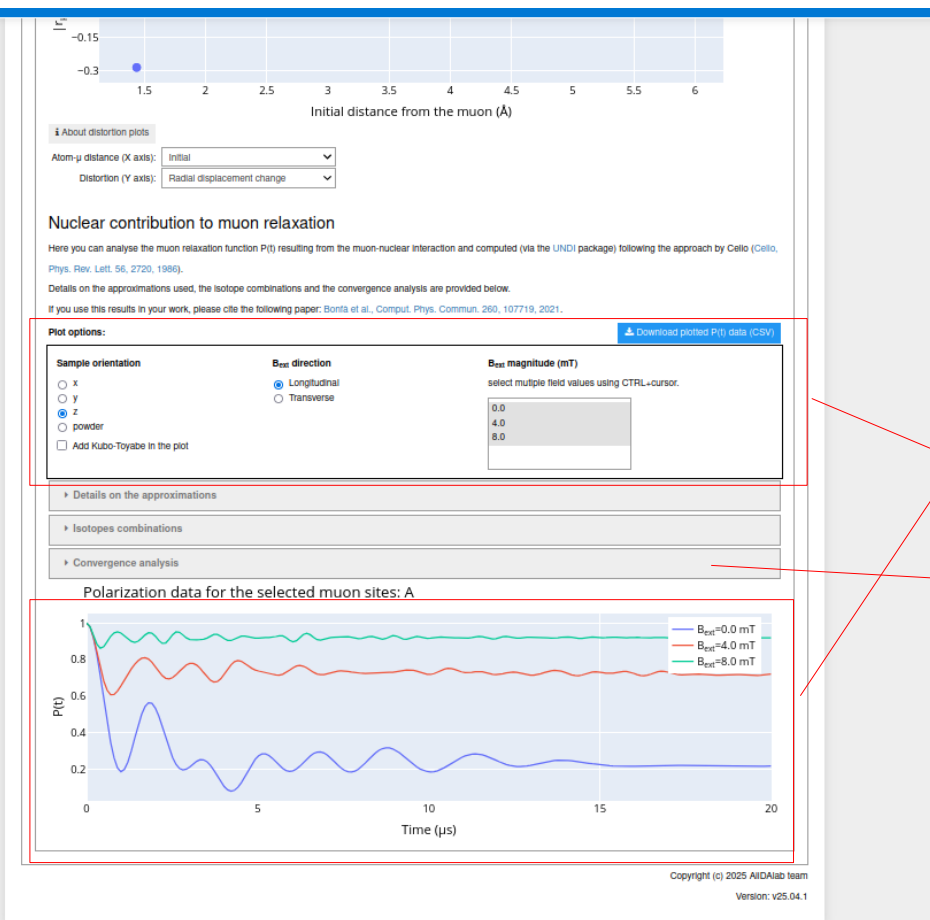 −0.15
−0.3
1.5 2 2.5 3 3.5 4 4.5 5 5.5 6
Initial distance from the muon (Å)
About distortion plots
Atom-μ distance (X axis): Initial
Distortion (Y axis): Radial displacement change
Nuclear contribution to muon relaxation
Here you can analyse the muon relaxation function P(t) resulting from the muon-nuclear interaction and computed (via the UNDI package) following the approach by Celio (Celio,
Phys. Rev. Lett. 56, 2720, 1986).
Details on the approximations used, the isotope combinations and the convergence analysis are provided below.
If you use this results in your work, please cite the following paper: Bonfà et al., Comput. Phys. Commun. 260, 107719, 2021.
Plot options:
Download plotted P(t) data (CSV)
Sample orientation
x
y
z
powder
Add Kubo-Toyabe in the plot
Bext direction
Longitudinal
Transverse
Bext magnitude (mT)
select mutiple field values using CTRL+cursor.
0.0
4.0
8.0
Details on the approximations
Isotopes combinations
Convergence analysis
Polarization data for the selected muon sites: A
Bext=0.0 mT
Bext=4.0 mT
Bext=8.0 mT
1
0.8
0.6
0.4
0.2
P(t)
0 5 10 15 20
Time (μs)
Copyright (c) 2025 AiiDAlab team
Version: v25.04.1